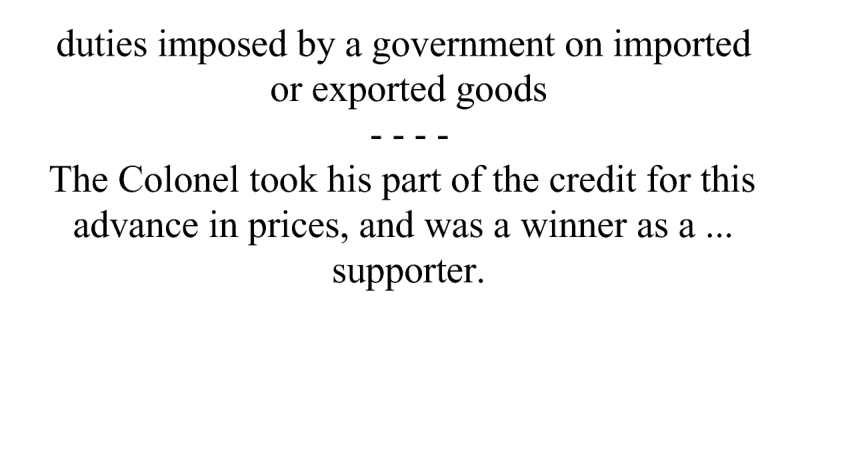 duties imposed by a government on imported
or exported goods
- - - -
The Colonel took his part of the credit for this
advance in prices, and was a winner as a ...
supporter.